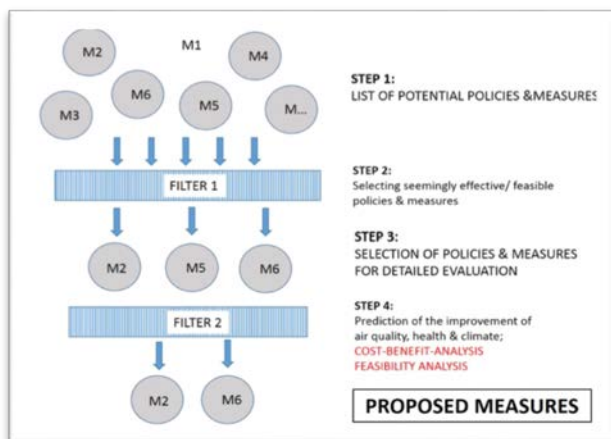 M2
M1
M4
M6
M5
M3
M...
STEP 1:
LIST OF POTENTIAL POLICIES &MEASURES
FILTER 1
STEP 2:
Selecting seemingly effective/ feasible
policies & measures
M2
M5
M6
STEP 3:
SELECTION OF POLICIES & MEASURES
FOR DETAILED EVALUATION
FILTER 2
STEP 4:
Prediction of the improvement of
air quality, health & climate;
COST-BENEFIT-ANALYSIS
FEASIBILITY ANALYSIS
M2
M6
PROPOSED MEASURES